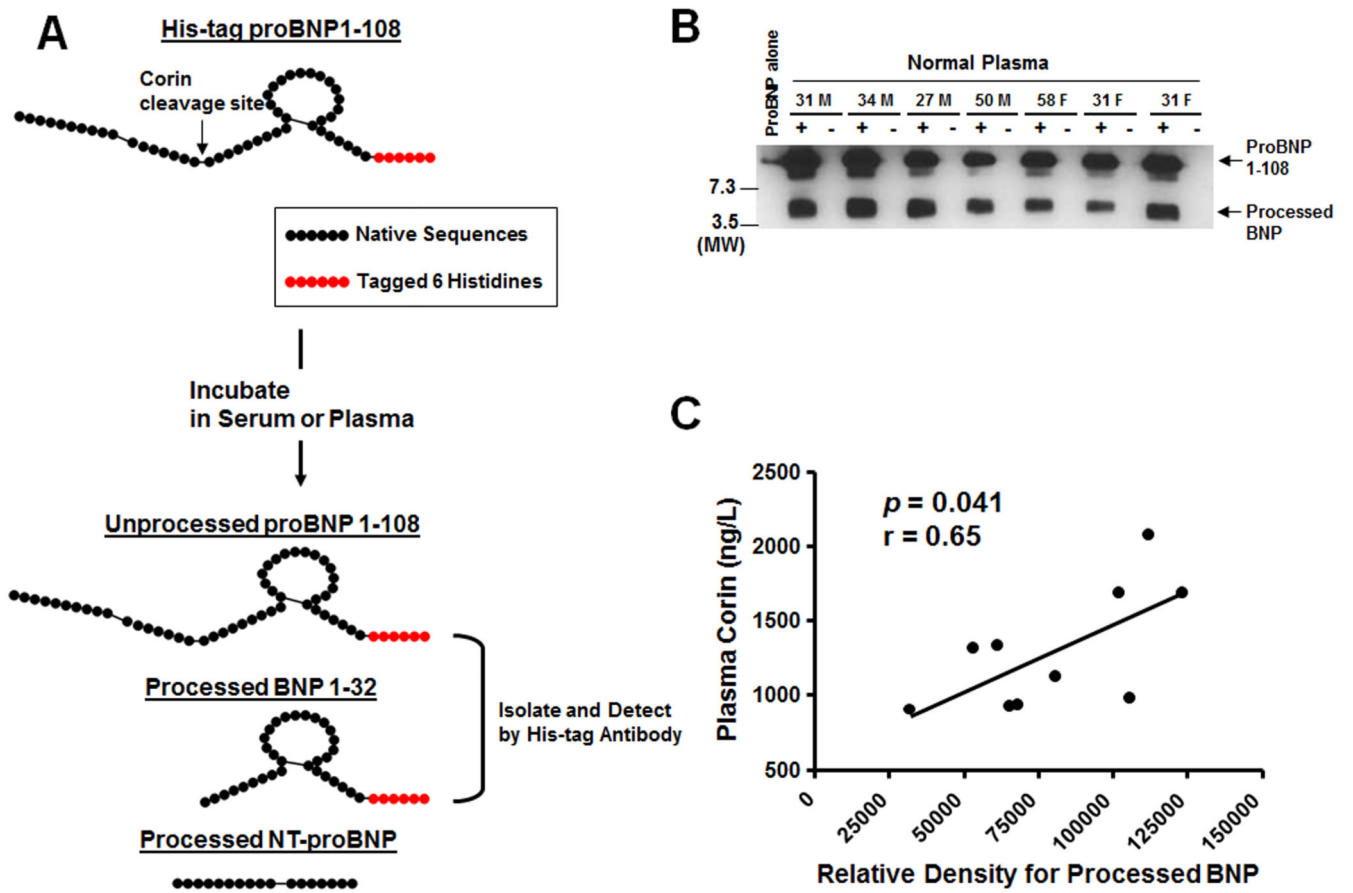 A
His-tag proBNP1-108
Corin
cleavage site
Native Sequences
Tagged 6 Histidines
Incubate
in Serum or Plasma
Unprocessed proBNP 1-108
Processed BNP 1-32
Isolate and Detect
by His-tag Antibody
Processed NT-proBNP
B
ProBNP alone
Normal Plasma
31 M 34 M 27 M 50 M 58 F 31 F 31 F
+ - + - + - + - + - + - + -
ProBNP
1-108
7.3
3.5
(MW)
Processed
BNP
C
p = 0.041
r = 0.65
Plasma Corin (ng/L)
2500
2000
1500
1000
500
0 25000 50000 75000 100000 125000 150000
Relative Density for Processed BNP